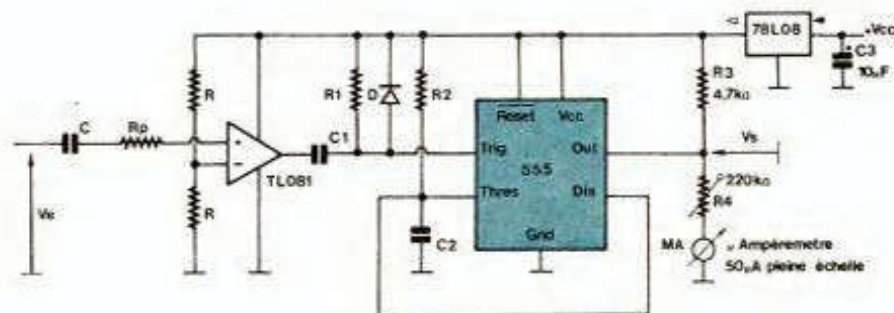 78L08
+Vcc
C3
10µF
R
R1
D
R2
R3
4,7kΩ
Reset
Vcc
C
Rp
+
-
TL081
C1
Trig
Out
Vs
555
Thres
Dis
220kΩ
R4
Ve
R
C2
Gnd
MA
µ Ampèremetre
50µA pleine échelle